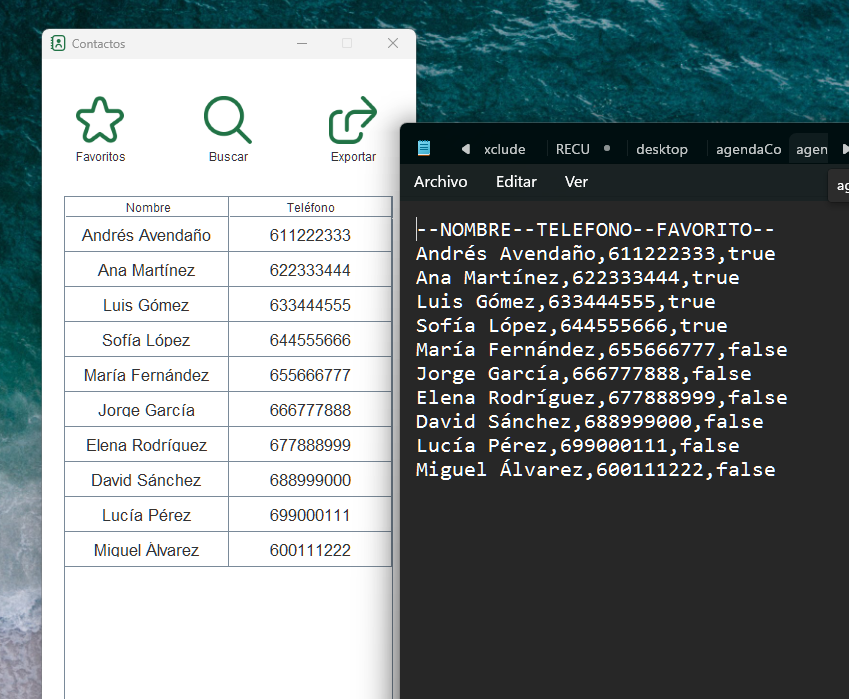 Contactos
Favoritos
Buscar
Exportar
Nombre Teléfono
Andrés Avendaño 611222333
Ana Martínez 622333444
Luis Gómez 633444555
Sofía López 644555666
María Fernández 655666777
Jorge García 666777888
Elena Rodríguez 677888999
David Sánchez 688999000
Lucía Pérez 699000111
Miguel Álvarez 600111222
xclude
RECU
desktop
agendaCo
agen
Archivo Editar Ver
ag
--NOMBRE--TELEFONO--FAVORITO--
Andrés Avendaño,611222333,true
Ana Martínez,622333444,true
Luis Gómez,633444555,true
Sofía López,644555666,true
María Fernández,655666777,false
Jorge García,666777888,false
Elena Rodríguez,677888999,false
David Sánchez,688999000,false
Lucía Pérez,699000111,false
Miguel Álvarez,600111222,false